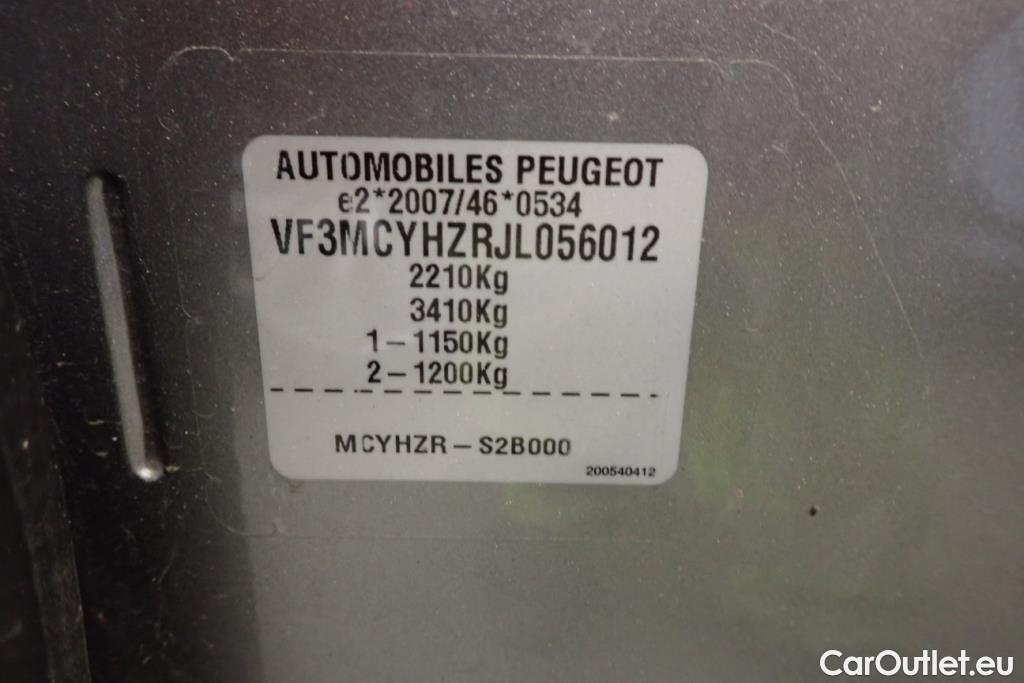 AUTOMOBILES PEUGEOT
e2*2007/46*0534
VF3MCYHZRJL056012
2210Kg
3410Kg
1-1150Kg
2-1200Kg
MCYHZR-S2B000
200540412
CarOutlet.eu